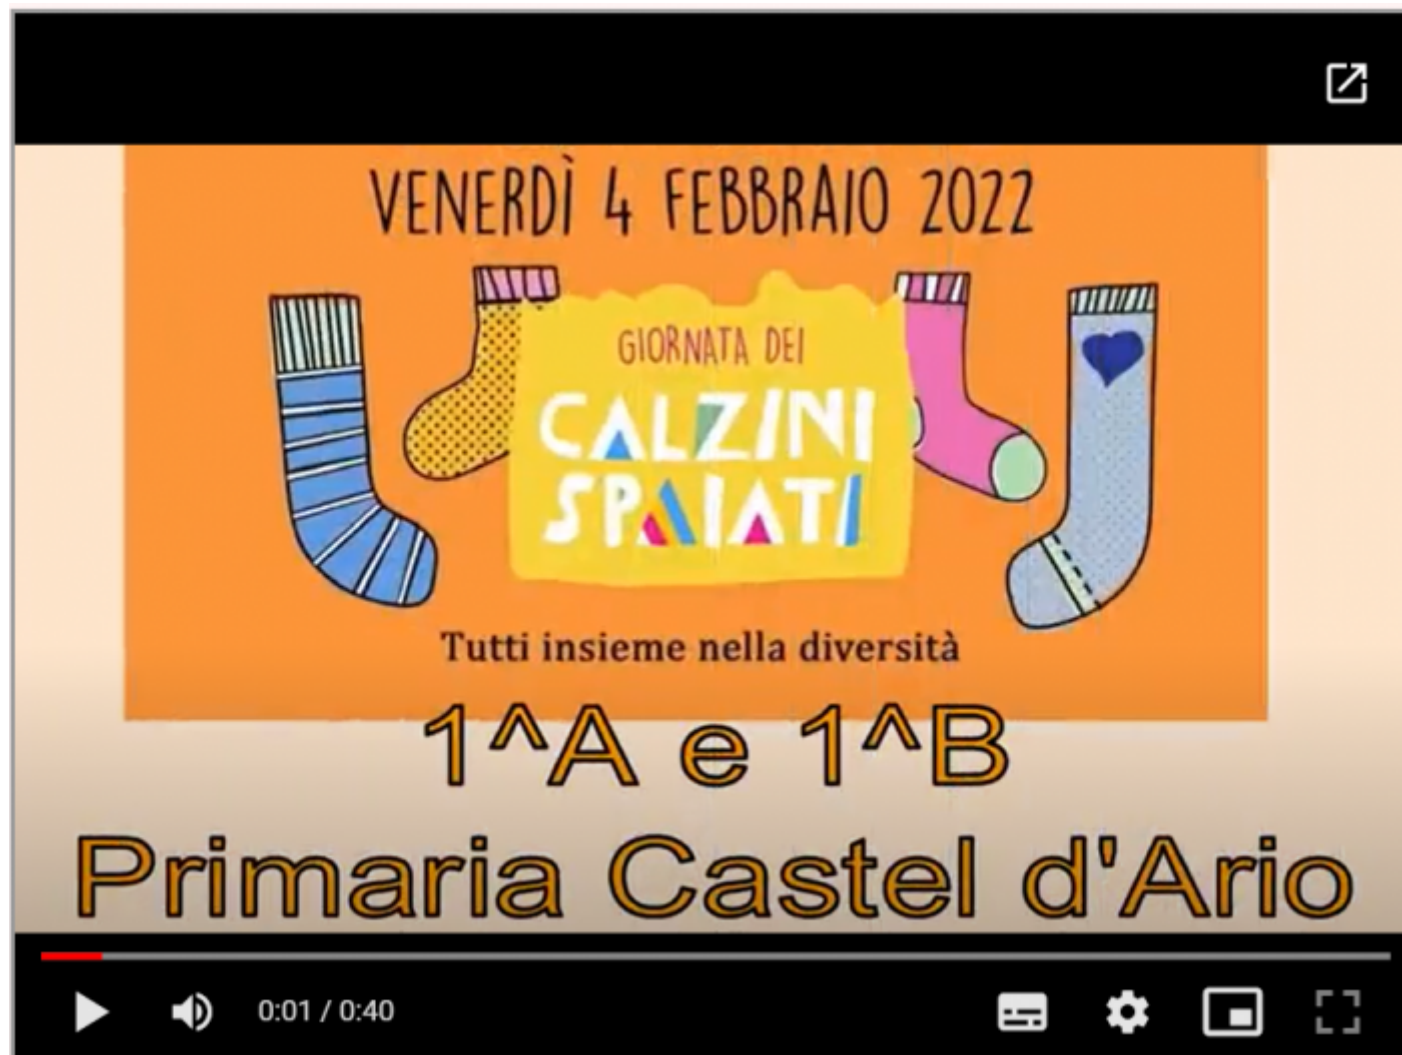 VENERDÌ 4 FEBBRAIO 2022
GIORNATA DEI
CALZINI
SPAIATI
Tutti insieme nella diversità
1^A e 1^B
Primaria Castel d'Ario
0:01 / 0:40